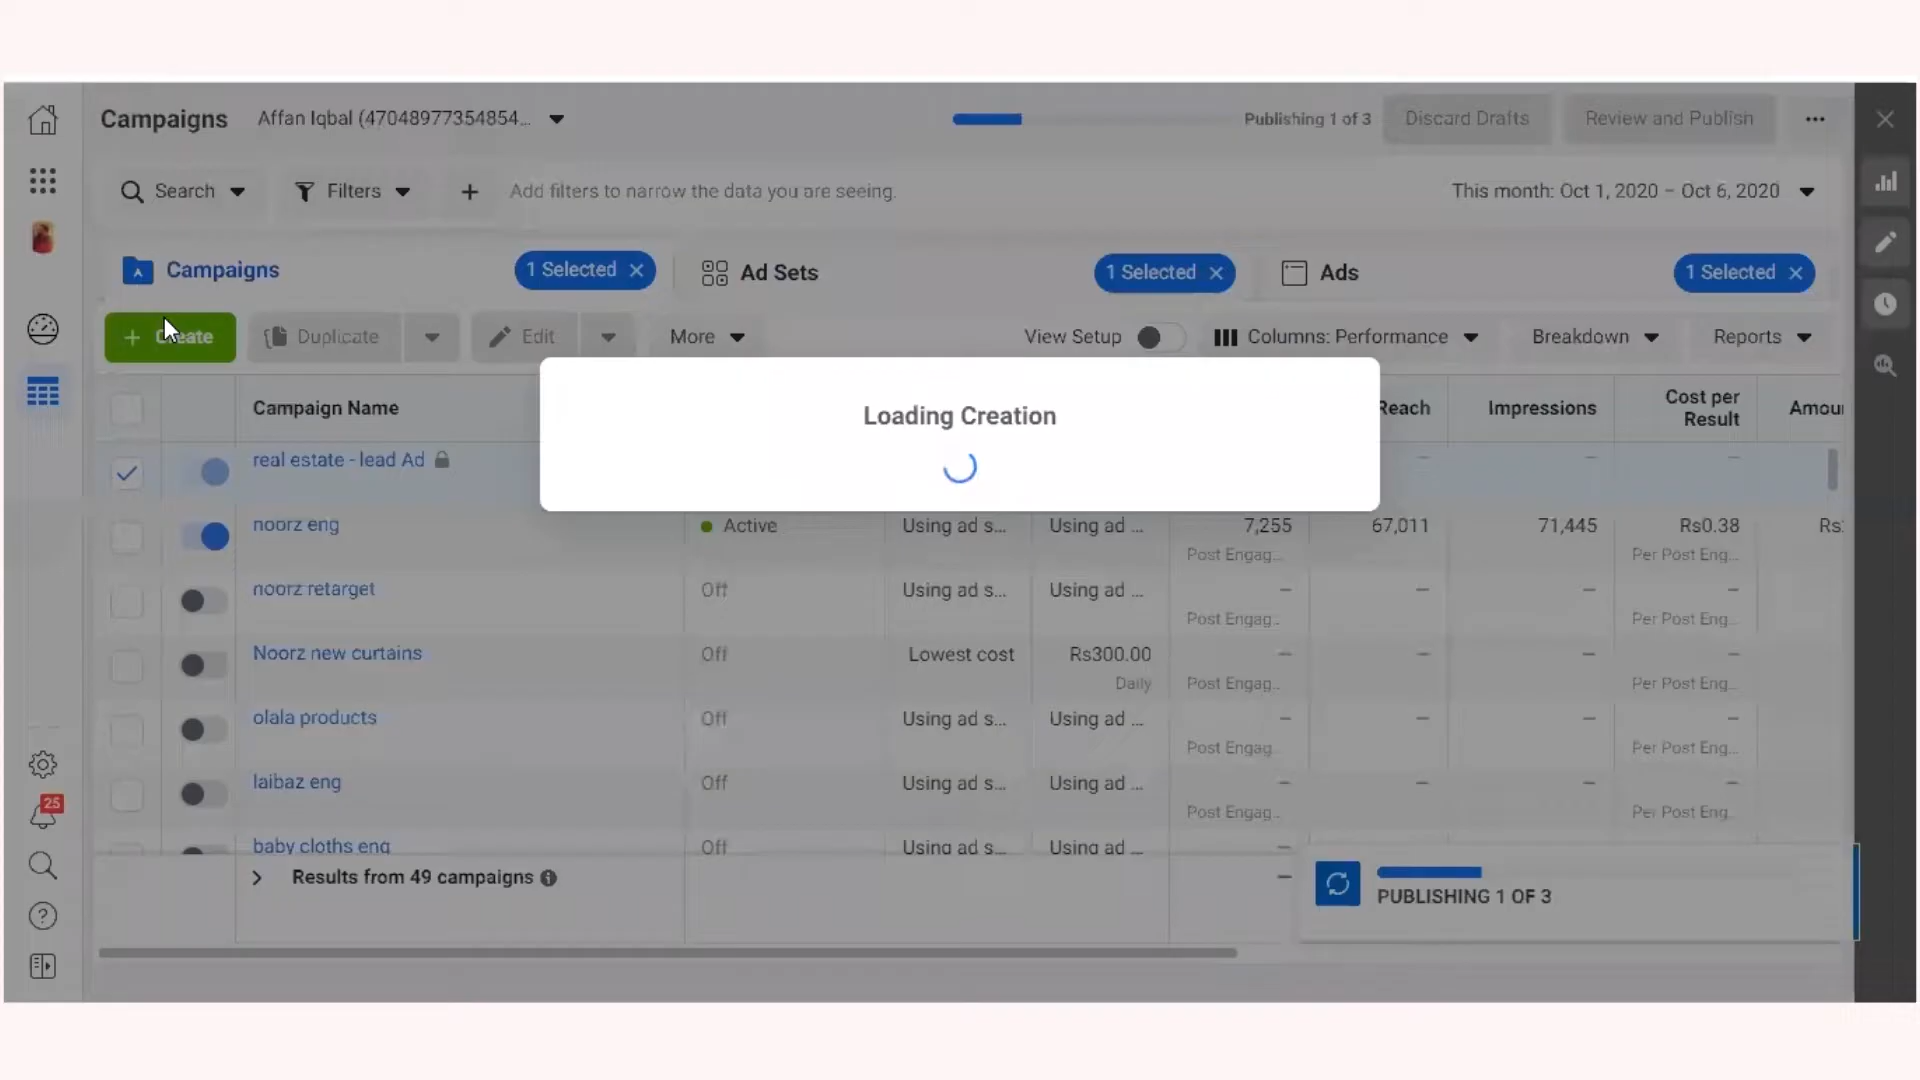 Campaigns Affan Iqbal (47048977354854... Publishing 1 of 3 Discard Drafts Review and Publish
Search Filters + Add filters to narrow the data you are seeing. This month: Oct 1, 2020 – Oct 6, 2020
Campaigns 1 Selected × Ad Sets 1 Selected × Ads 1 Selected ×
+ Create Duplicate Edit More View Setup Columns: Performance Breakdown Reports
Loading Creation
Campaign Name Reach Impressions Cost per Result Amou
real estate - lead Ad – – –
noorz eng Active Using ad s... Using ad ... 7,255 67,011 71,445 Rs0.38 Rs
Post Engag... Per Post Eng...
noorz retarget Off Using ad s... Using ad ... – – – –
Post Engag... Per Post Eng...
Noorz new curtains Off Lowest cost Rs300.00 – – – –
Daily Post Engag... Per Post Eng...
olala products Off Using ad s... Using ad ... – – – –
Post Engag... Per Post Eng...
laibaz eng Off Using ad s... Using ad ... – – – –
Post Engag... Per Post Eng...
baby cloths eng Off Using ad s... Using ad ... –
Results from 49 campaigns –
PUBLISHING 1 OF 3
25